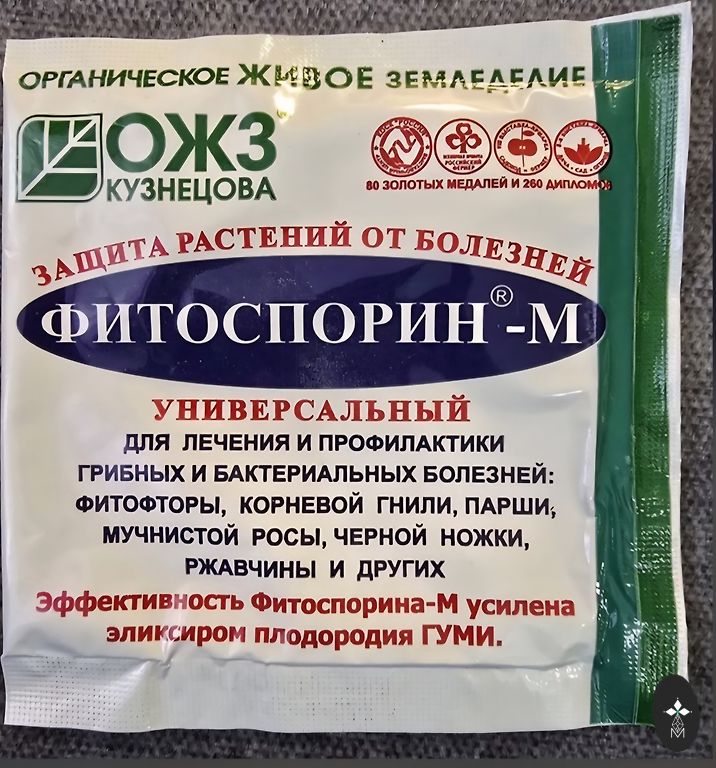 ОРГАНИЧЕСКОЕ ЖИВОЕ ЗЕМЛЕДЕЛИЕ
ОЖЗ
КУЗНЕЦОВА
80 ЗОЛОТЫХ МЕДАЛЕЙ И 260 ДИПЛОМОВ
ЗАЩИТА РАСТЕНИЙ ОТ БОЛЕЗНЕЙ
ФИТОСПОРИН®-М
УНИВЕРСАЛЬНЫЙ
ДЛЯ ЛЕЧЕНИЯ И ПРОФИЛАКТИКИ
ГРИБНЫХ И БАКТЕРИАЛЬНЫХ БОЛЕЗНЕЙ:
ФИТОФТОРЫ, КОРНЕВОЙ ГНИЛИ, ПАРШИ,
МУЧНИСТОЙ РОСЫ, ЧЕРНОЙ НОЖКИ,
РЖАВЧИНЫ И ДРУГИХ
Эффективность Фитоспорина-М усилена
эликсиром плодородия ГУМИ.